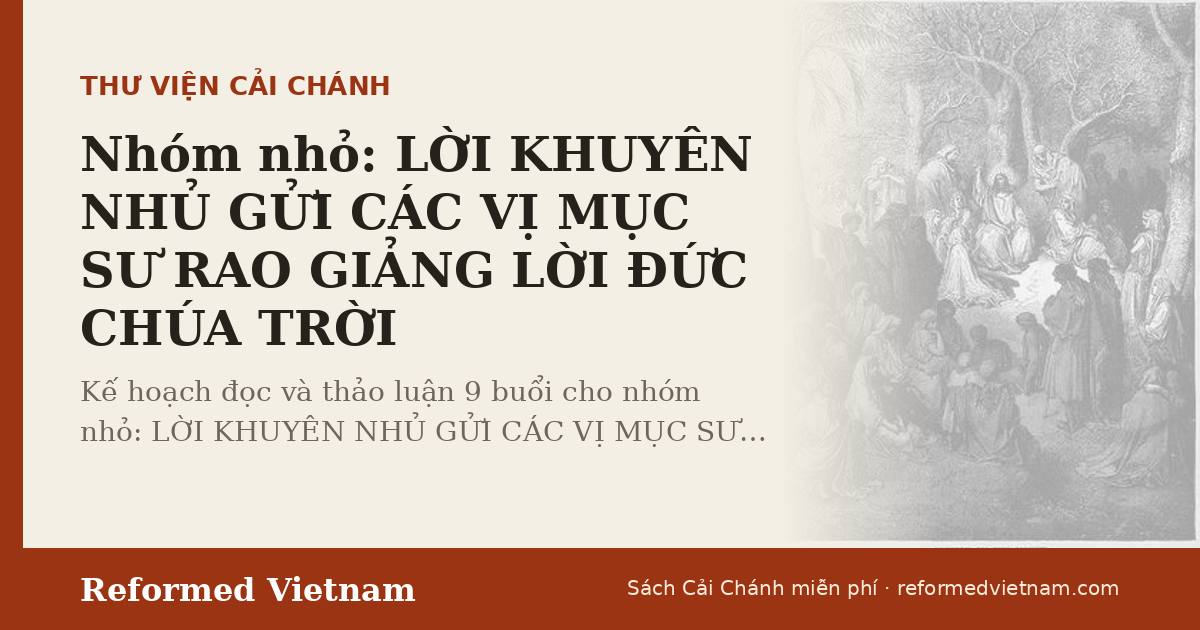 THƯ VIỆN CẢI CHÁNH
Nhóm nhỏ: LỜI KHUYÊN
NHỦ GỬI CÁC VỊ MỤC
SƯ RAO GIẢNG LỜI ĐỨC
CHÚA TRỜI
Kế hoạch đọc và thảo luận 9 buổi cho nhóm
nhỏ: LỜI KHUYÊN NHỦ GỬI CÁC VỊ MỤC SƯ...
Reformed Vietnam
Sách Cải Chánh miễn phí · reformedvietnam.com